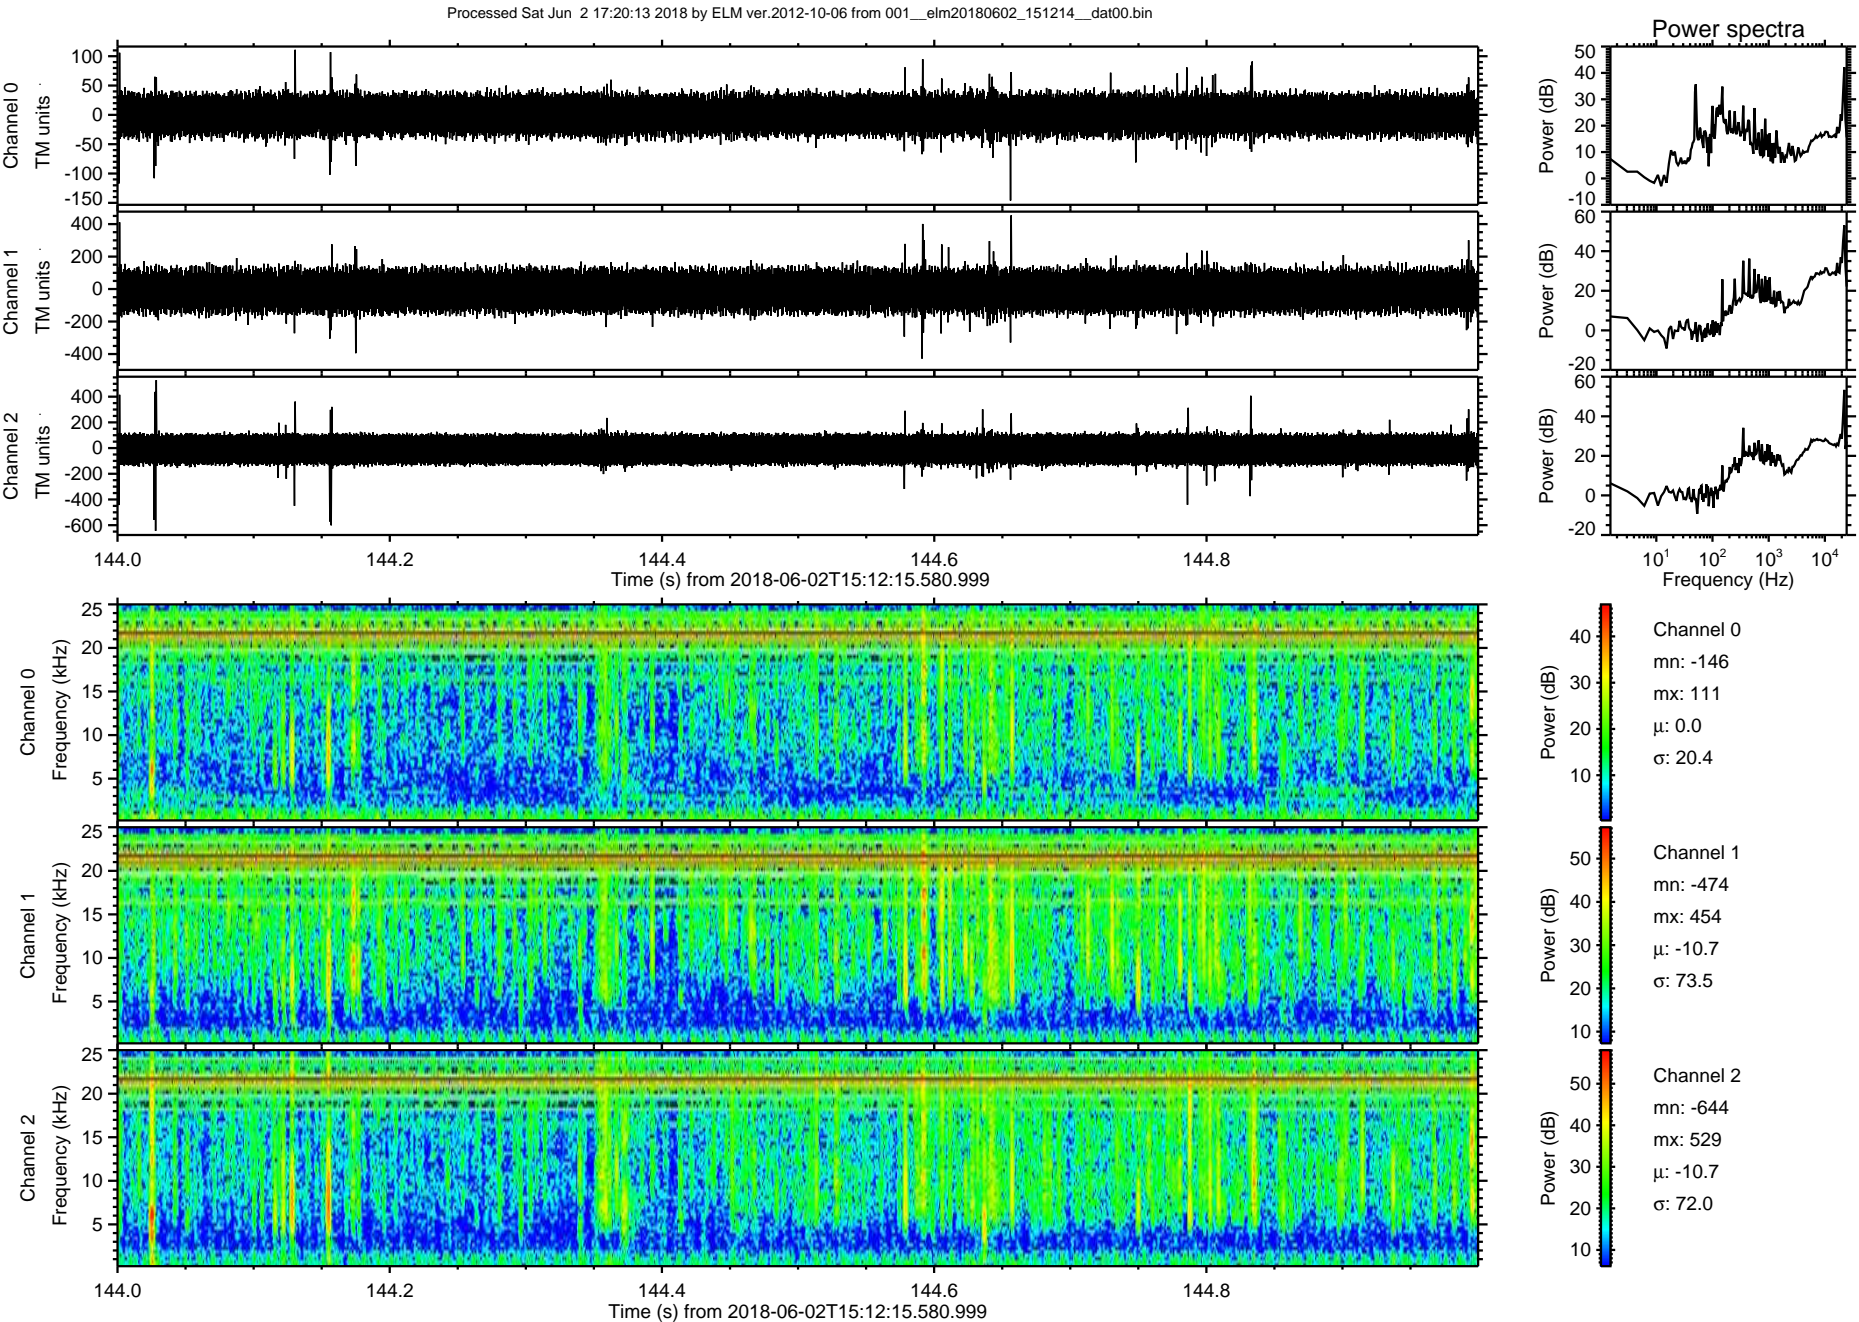 Processed Sat Jun  2 17:20:13 2018 by ELM ver.2012-10-06 from 001__elm20180602_151214__dat00.bin
Power spectra
Channel 0
TM units
100
50
0
-50
-100
-150
Power (dB)
50
40
30
20
10
0
-10
Channel 1
TM units
400
200
0
-200
-400
Power (dB)
60
40
20
0
-20
Channel 2
TM units
400
200
0
-200
-400
-600
Power (dB)
60
40
20
0
-20
144.0 144.2 144.4 144.6 144.8
Time (s) from 2018-06-02T15:12:15.580.999
10¹ 10² 10³ 10⁴
Frequency (Hz)
Channel 0
Frequency (kHz)
25
20
15
10
5
Power (dB)
40
30
20
10
Channel 0
mn: -146
mx: 111
μ: 0.0
σ: 20.4
Channel 1
Frequency (kHz)
25
20
15
10
5
Power (dB)
50
40
30
20
10
Channel 1
mn: -474
mx: 454
μ: -10.7
σ: 73.5
Channel 2
Frequency (kHz)
25
20
15
10
5
Power (dB)
50
40
30
20
10
Channel 2
mn: -644
mx: 529
μ: -10.7
σ: 72.0
144.0 144.2 144.4 144.6 144.8
Time (s) from 2018-06-02T15:12:15.580.999